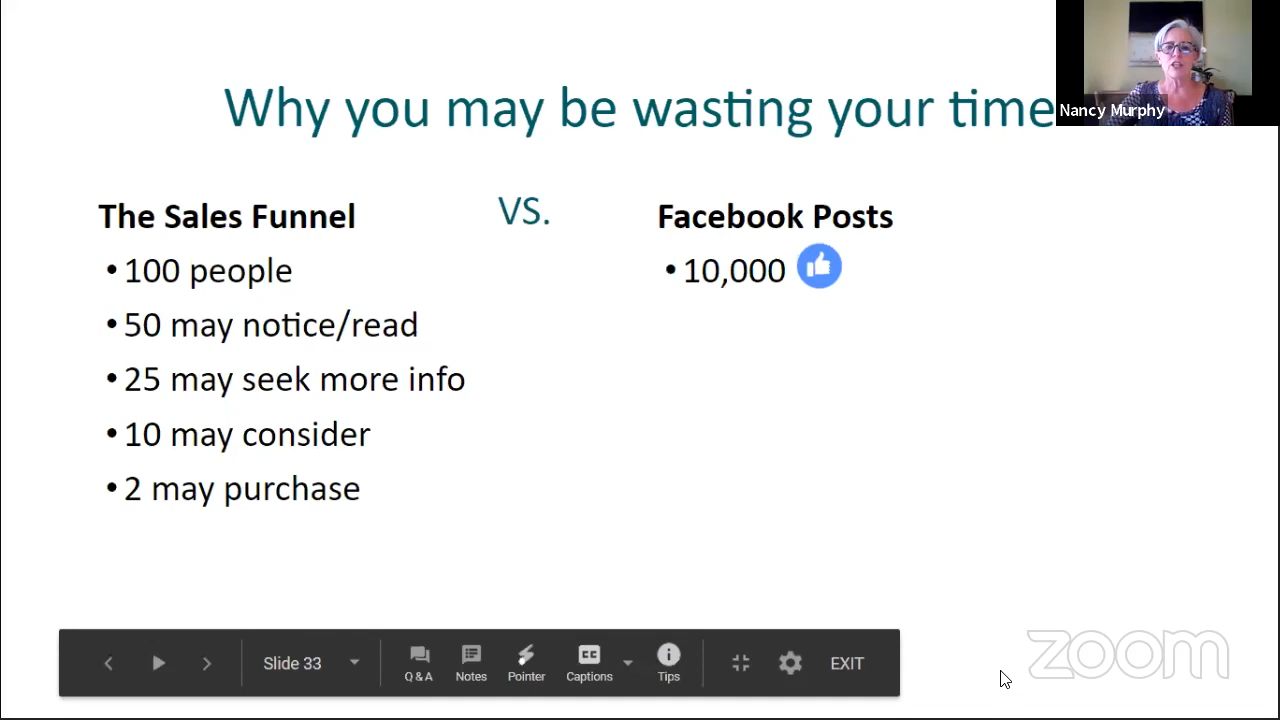 Why you may be wasting your time
Nancy Murphy
The Sales Funnel
• 100 people
• 50 may notice/read
• 25 may seek more info
• 10 may consider
• 2 may purchase
VS.
Facebook Posts
• 10,000
Slide 33
Q & A
Notes
Pointer
CC
Captions
Tips
EXIT
zoom